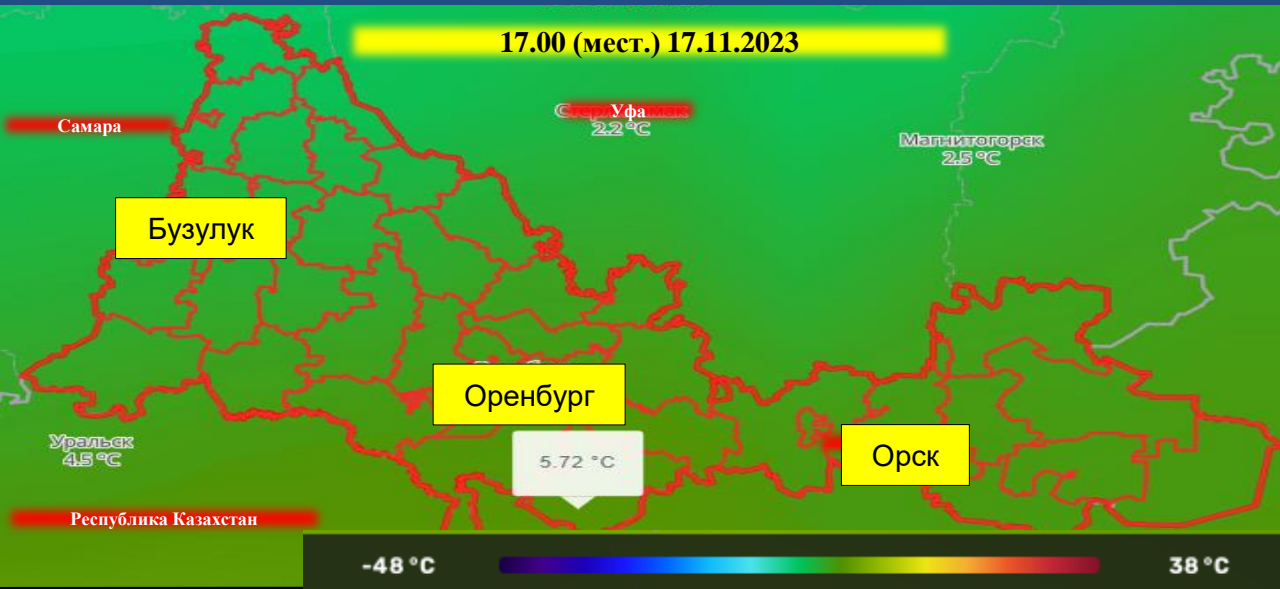 17.00 (мест.) 17.11.2023
Уфа
2.2 °C
Самара
Магнитогорск
2.5 °C
Бузулук
Оренбург
Уральск
4.5 °C
5.72 °C
Орск
Республика Казахстан
-48 °C
38 °C